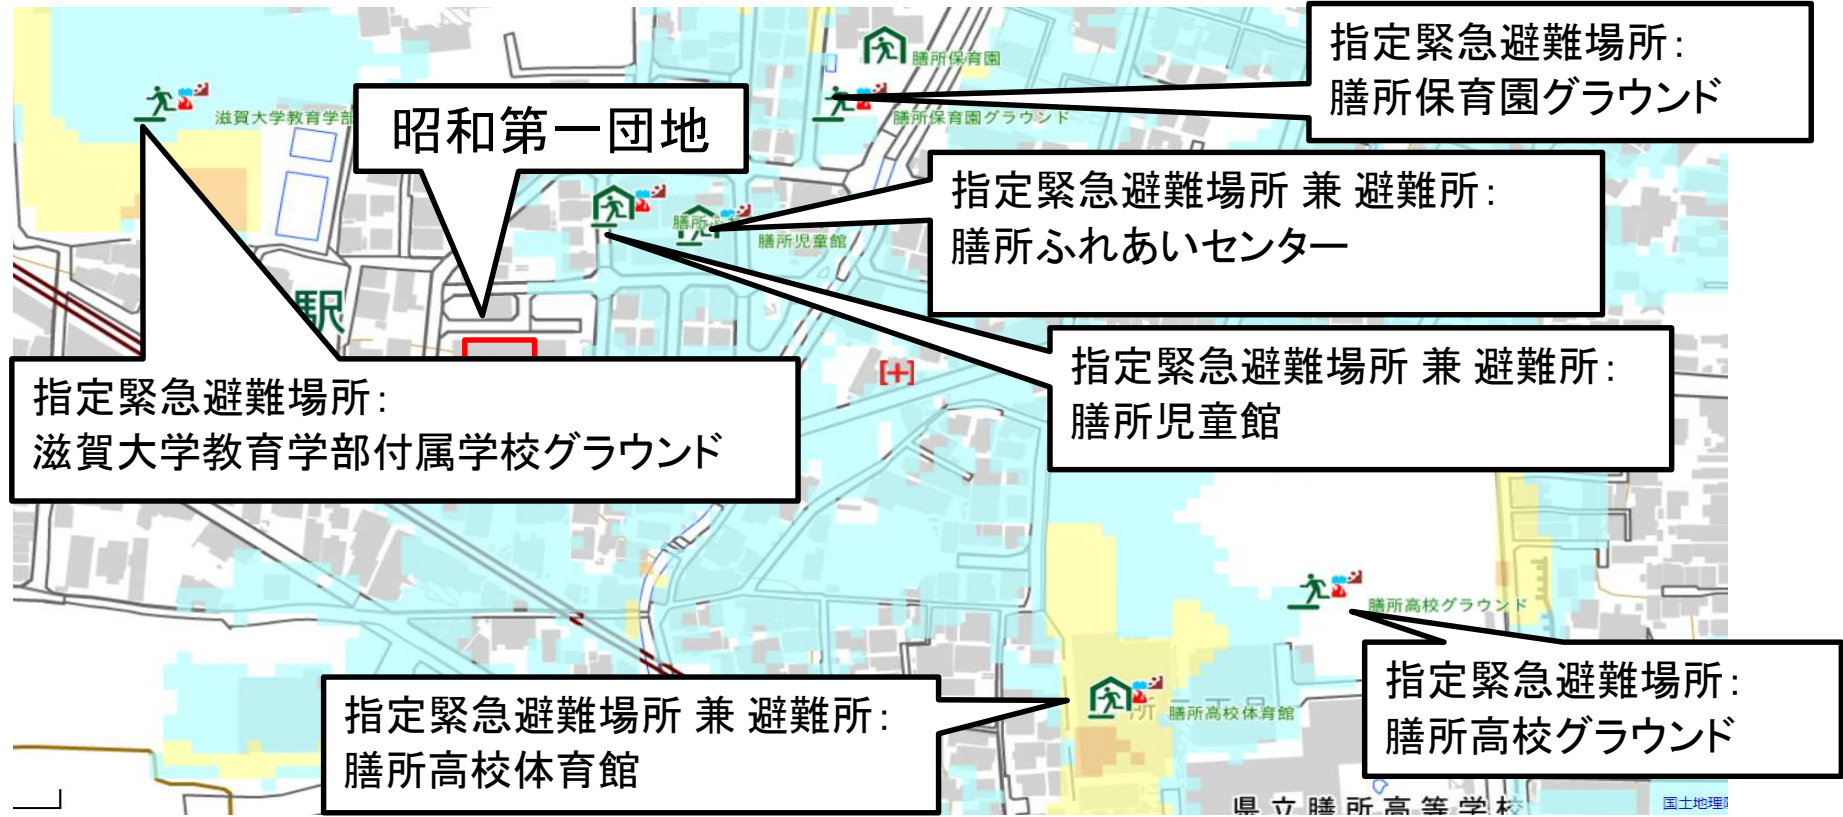 指定緊急避難場所：
膳所保育園グラウンド
膳所保育園
膳所保育園グラウンド
滋賀大学教育学部
昭和第一団地
指定緊急避難場所 兼 避難所：
膳所ふれあいセンター
膳所ふれ
膳所児童館
駅
指定緊急避難場所 兼 避難所：
膳所児童館
指定緊急避難場所：
滋賀大学教育学部付属学校グラウンド
膳所高校グラウンド
指定緊急避難場所：
膳所高校グラウンド
指定緊急避難場所 兼 避難所：
膳所高校体育館
所
膳所高校体育館
県立膳所高等学校
国土地理